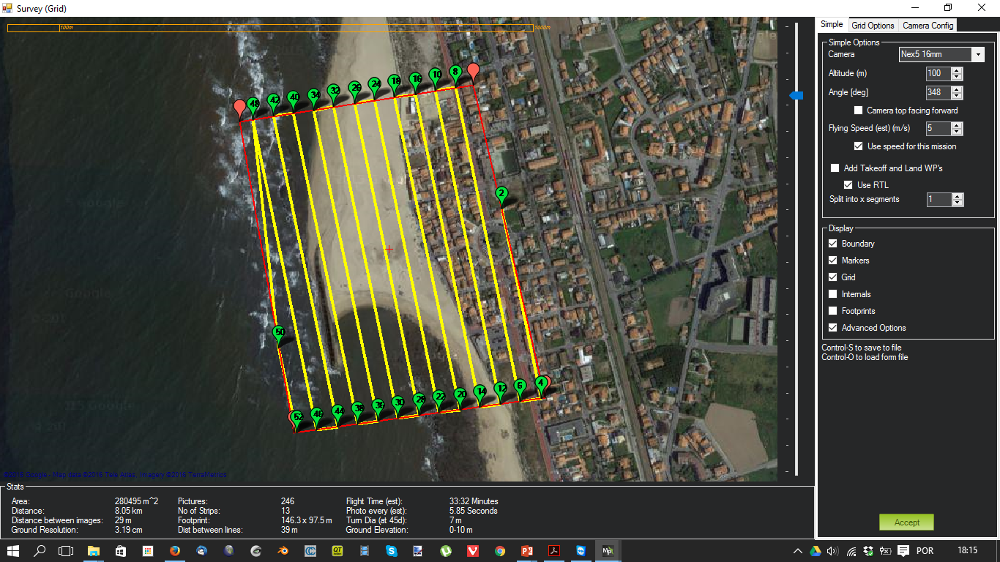 Survey (Grid)
Simple
Grid Options
Camera Config
100m
1000m
Google
Simple Options
Camera
Nex5 16mm
Altitude (m)
100
Angle [deg]
348
Camera top facing forward
Flying Speed (est) (m/s)
5
Use speed for this mission
Add Takeoff and Land WP's
Use RTL
Split into x segments
1
Display
Boundary
Markers
Grid
Internals
Footprints
Advanced Options
Control-S to save to file
Control-O to load form file
Accept
48
42
40
34
32
26
24
18
16
10
8
2
50
52
46
44
38
36
30
28
22
20
14
12
6
4
Google
Google
©2016 Google - Map data ©2016 Tele Atlas, Imagery ©2016 TerraMetrics
Stats
Area: 280495 m^2 Pictures: 246 Flight Time (est): 33:32 Minutes
Distance: 8.05 km No of Strips: 13 Photo every (est): 5.85 Seconds
Distance between images: 29 m Footprint: 146.3 x 97.5 m Turn Dia (at 45d): 7 m
Ground Resolution: 3.19 cm Dist between lines: 39 m Ground Elevation: 0-10 m
POR
18:15